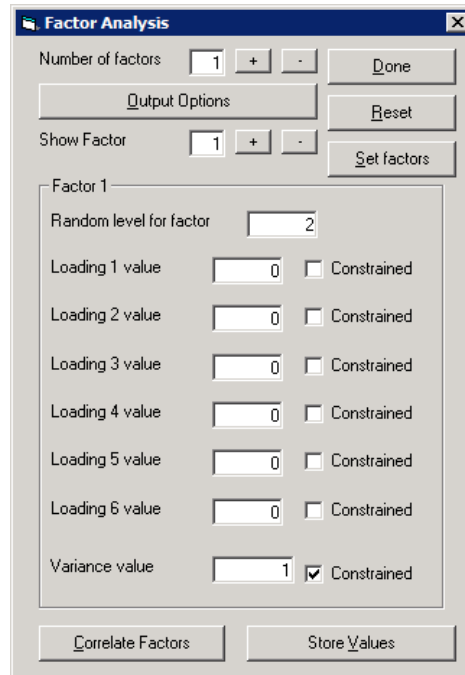 Factor Analysis
Number of factors 1 + - Done
Output Options Reset
Show Factor 1 + - Set factors
Factor 1
Random level for factor 2
Loading 1 value 0 Constrained
Loading 2 value 0 Constrained
Loading 3 value 0 Constrained
Loading 4 value 0 Constrained
Loading 5 value 0 Constrained
Loading 6 value 0 Constrained
Variance value 1 Constrained
Correlate Factors Store Values